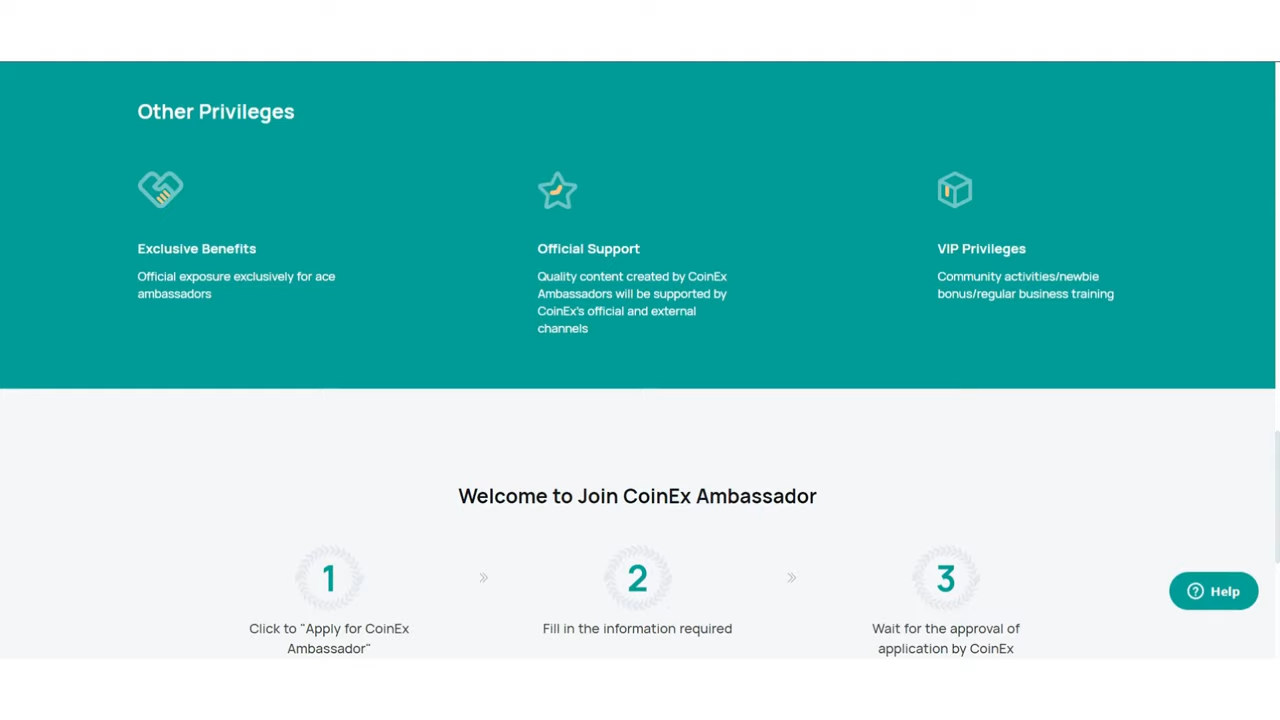 Other Privileges
Exclusive Benefits
Official exposure exclusively for ace
ambassadors
Official Support
Quality content created by CoinEx
Ambassadors will be supported by
CoinEx's official and external
channels
VIP Privileges
Community activities/newbie
bonus/regular business training
Welcome to Join CoinEx Ambassador
1
Click to "Apply for CoinEx
Ambassador"
2
Fill in the information required
3
Wait for the approval of
application by CoinEx
? Help